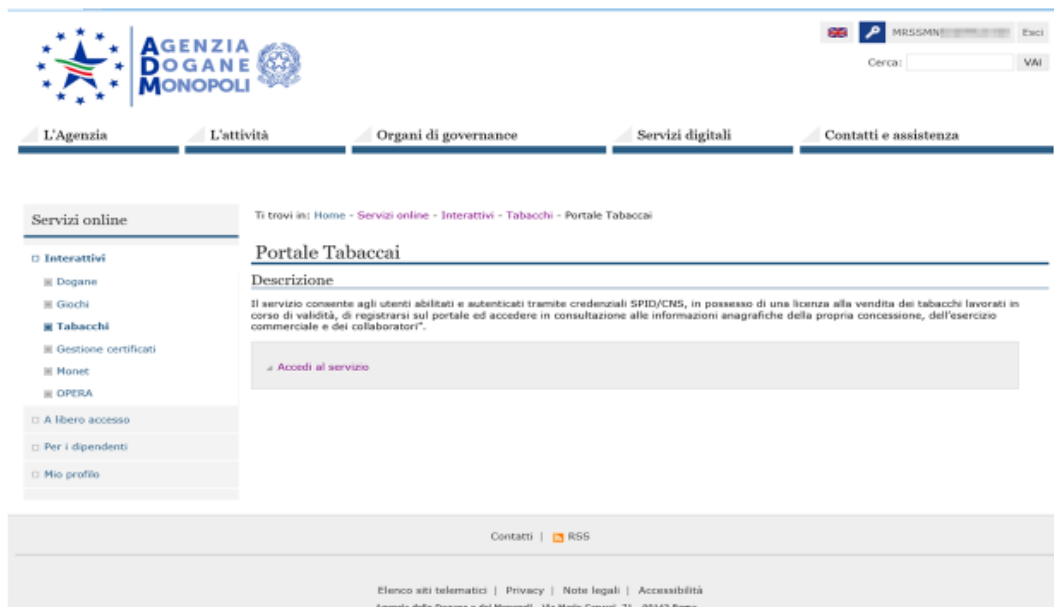 AGENZIA
DOGANE
MONOPOLI
MRSSMN
Esci
Cerca:
VAI
L'Agenzia
L'attività
Organi di governance
Servizi digitali
Contatti e assistenza
Servizi online
Interattivi
Dogane
Giochi
Tabacchi
Gestione certificati
Monet
OPERA
A libero accesso
Per i dipendenti
Mio profilo
Ti trovi in: Home - Servizi online - Interattivi - Tabacchi - Portale Tabaccai
Portale Tabaccai
Descrizione
Il servizio consente agli utenti abilitati e autenticati tramite credenziali SPID/CNS, in possesso di una licenza alla vendita dei tabacchi lavorati in
corso di validità, di registrarsi sul portale ed accedere in consultazione alle informazioni anagrafiche della propria concessione, dell'esercizio
commerciale e dei collaboratori".
Accedi al servizio
Contatti | RSS
Elenco siti telematici | Privacy | Note legali | Accessibilità